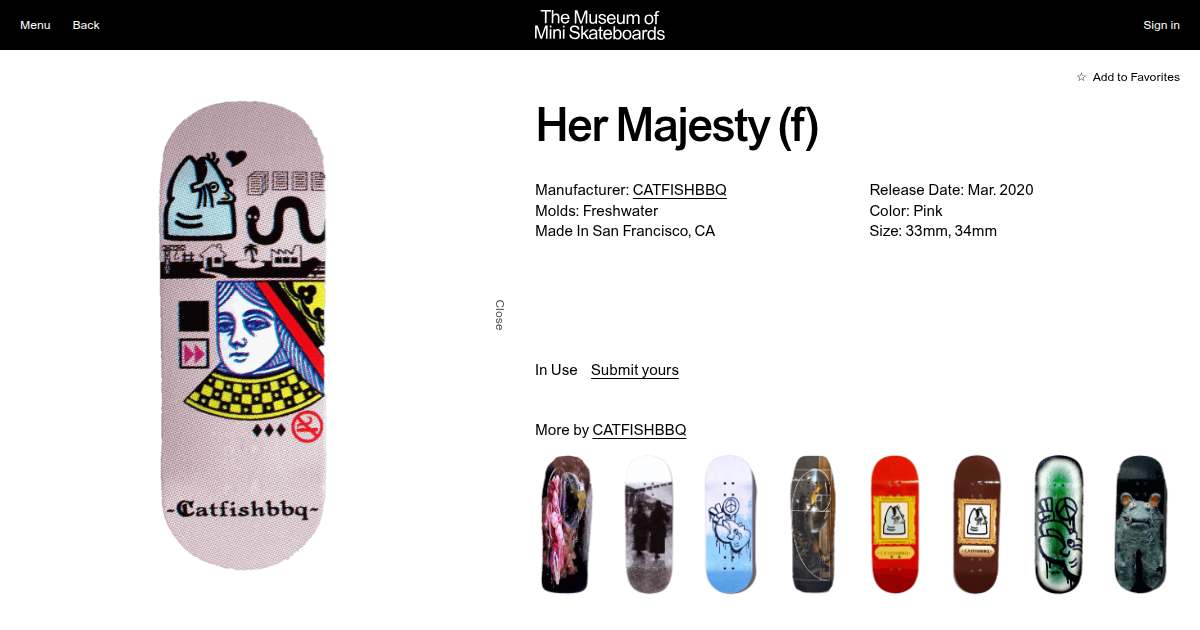 Menu
Back
The Museum of
Mini Skateboards
Sign in
☆ Add to Favorites
Her Majesty (f)
Manufacturer: CATFISHBBQ
Molds: Freshwater
Made In San Francisco, CA
Release Date: Mar. 2020
Color: Pink
Size: 33mm, 34mm
Close
-Catfishbbq-
In Use
Submit yours
More by CATFISHBBQ